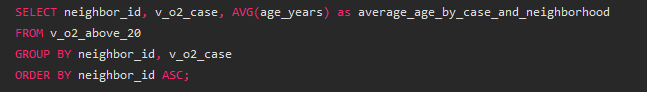 SELECT neighbor_id, v_o2_case, AVG(age_years) as average_age_by_case_and_neighborhood
FROM v_o2_above_20
GROUP BY neighbor_id, v_o2_case
ORDER BY neighbor_id ASC;